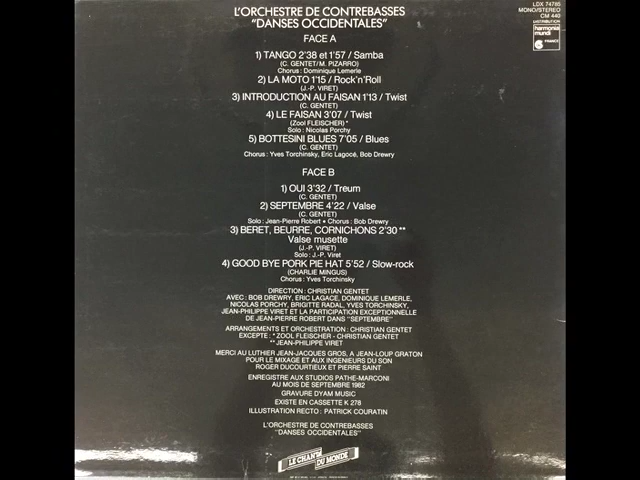 L'ORCHESTRE DE CONTREBASSES
"DANSES OCCIDENTALES"
LDX 74785
MONO/STEREO
CM 440
DISTRIBUTION
harmonia
mundi
FRANCE
FACE A
1) TANGO 2'38 et 1'57 / Samba
(C. GENTET/M. PIZARRO)
Chorus : Dominique Lemerle
2) LA MOTO 1'15 / Rock'n'Roll
(J.-P. VIRET)
3) INTRODUCTION AU FAISAN 1'13 / Twist
(C. GENTET)
4) LE FAISAN 3'07 / Twist
(Zool FLEISCHER) *
Solo : Nicolas Porchy
5) BOTTESINI BLUES 7'05 / Blues
(C. GENTET)
Chorus : Yves Torchinsky, Eric Lagocé, Bob Drewry
FACE B
1) OUI 3'32 / Treum
(C. GENTET)
2) SEPTEMBRE 4'22 / Valse
(C. GENTET)
Solo : Jean-Pierre Robert • Chorus : Bob Drewry
3) BERET, BEURRE, CORNICHONS 2'30 **
Valse musette
(J.-P. VIRET)
Solo : J.-P. Viret
4) GOOD BYE PORK PIE HAT 5'52 / Slow-rock
(CHARLIE MINGUS)
Chorus : Yves Torchinsky
DIRECTION : CHRISTIAN GENTET
AVEC : BOB DREWRY, ERIC LAGACE, DOMINIQUE LEMERLE,
NICOLAS PORCHY, BRIGITTE RADAL, YVES TORCHINSKY,
JEAN-PHILIPPE VIRET ET LA PARTICIPATION EXCEPTIONNELLE
DE JEAN-PIERRE ROBERT DANS "SEPTEMBRE"
ARRANGEMENTS ET ORCHESTRATION : CHRISTIAN GENTET
EXCEPTE : * ZOOL FLEISCHER - CHRISTIAN GENTET
** JEAN-PHILIPPE VIRET
MERCI AU LUTHIER JEAN-JACQUES GROS, A JEAN-LOUP GRATON
POUR LE MIXAGE ET AUX INGENIEURS DU SON
ROGER DUCOURTIEUX ET PIERRE SAINT
ENREGISTRE AUX STUDIOS PATHE-MARCONI
AU MOIS DE SEPTEMBRE 1982
GRAVURE DYAM MUSIC
EXISTE EN CASSETTE K 278
ILLUSTRATION RECTO : PATRICK COURATIN
L'ORCHESTRE DE CONTREBASSES
"DANSES OCCIDENTALES"
LE CHANT DU MONDE